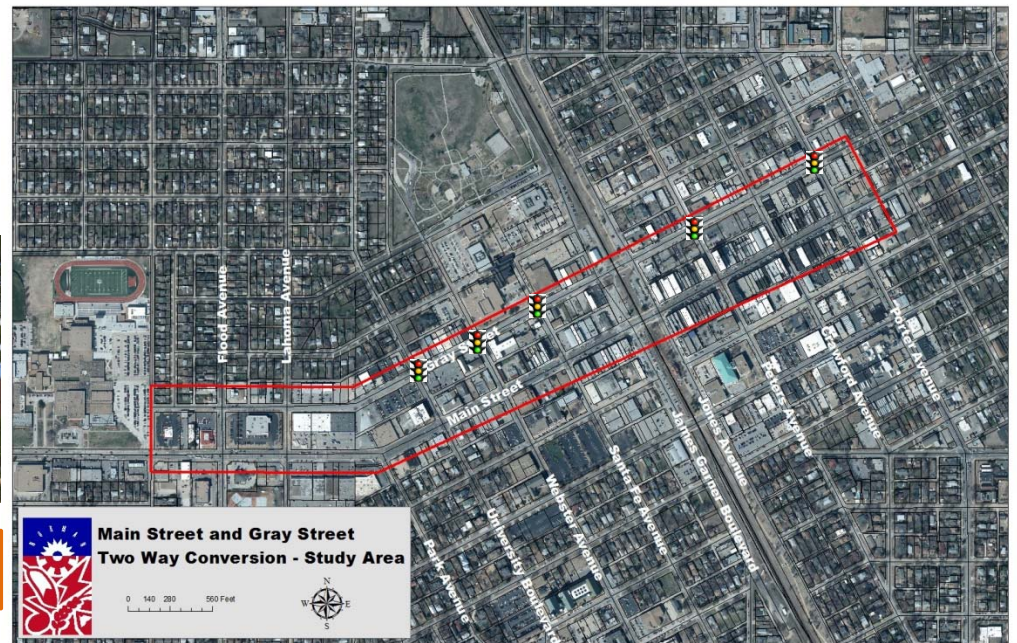 Flood Avenue
Lahoma Avenue
Gray Street
Main Street
Park Avenue
University Boulevard
Webster Avenue
Santa Fe Avenue
James Garner Boulevard
Jones Avenue
Peters Avenue
Crawford Avenue
Porter Avenue
Main Street and Gray Street
Two Way Conversion - Study Area
0 140 280 560 Feet
N
W E
S